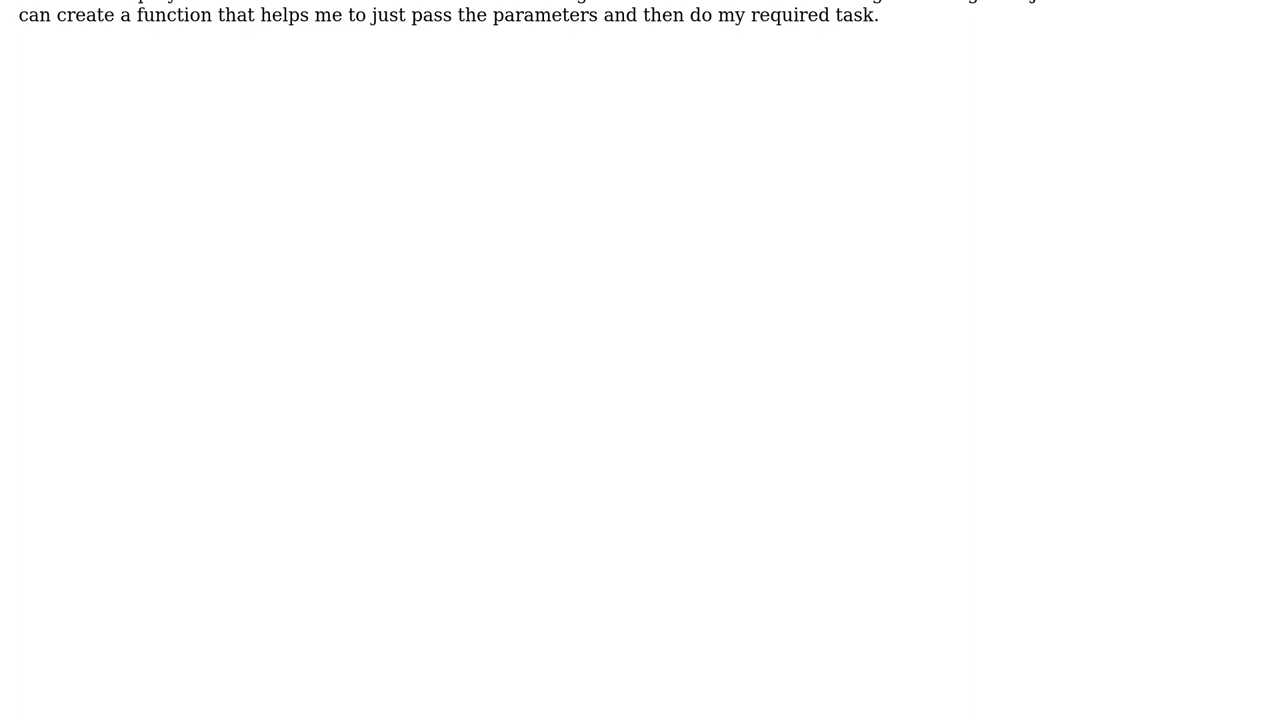 can create a function that helps me to just pass the parameters and then do my required task.